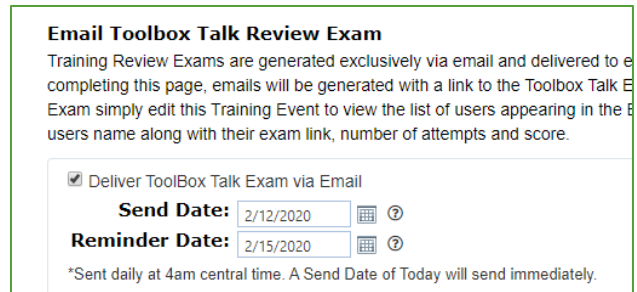 Email Toolbox Talk Review Exam
Training Review Exams are generated exclusively via email and delivered to e
completing this page, emails will be generated with a link to the Toolbox Talk E
Exam simply edit this Training Event to view the list of users appearing in the E
users name along with their exam link, number of attempts and score.
Deliver ToolBox Talk Exam via Email
Send Date: 2/12/2020
Reminder Date: 2/15/2020
*Sent daily at 4am central time. A Send Date of Today will send immediately.